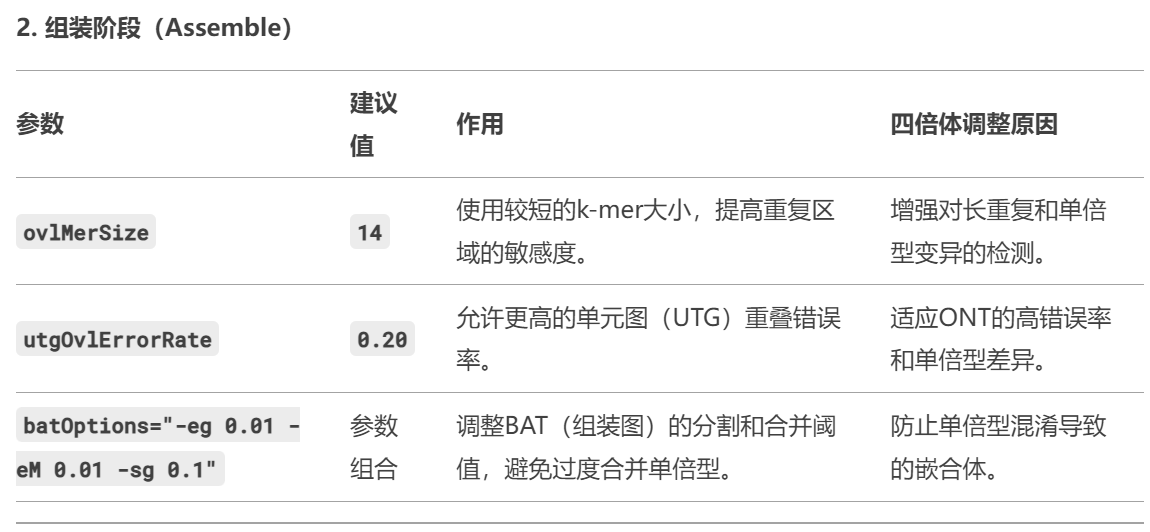 2. 组装阶段（Assemble）
参数
建议
值
作用
四倍体调整原因
ovlMerSize
14
使用较短的k-mer大小，提高重复区
域的敏感度。
增强对长重复和单倍
型变异的检测。
utgOvlErrorRate
0.20
允许更高的单元图（UTG）重叠错误
率。
适应ONT的高错误率
和单倍型差异。
batOptions="-eg 0.01 -
eM 0.01 -sg 0.1"
参数
组合
调整BAT（组装图）的分割和合并阈
值，避免过度合并单倍型。
防止单倍型混淆导致
的嵌合体。